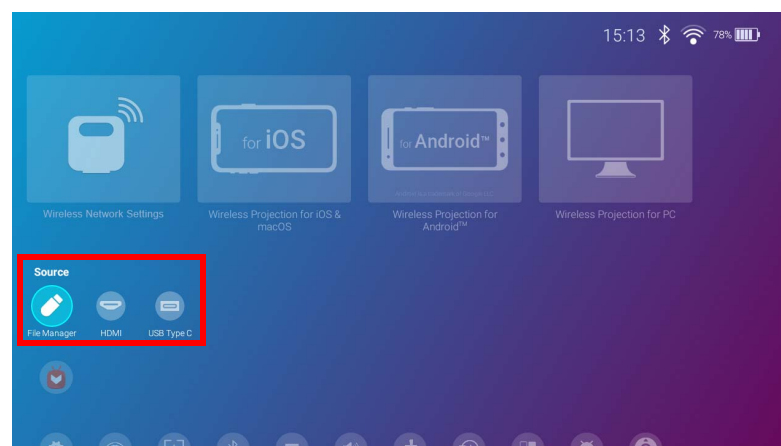 15:13
78%
for iOS
for Android™
Wireless Network Settings
Wireless Projection for iOS &
macOS
Wireless Projection for
Android™
Wireless Projection for PC
Source
File Manager
HDMI
USB Type C